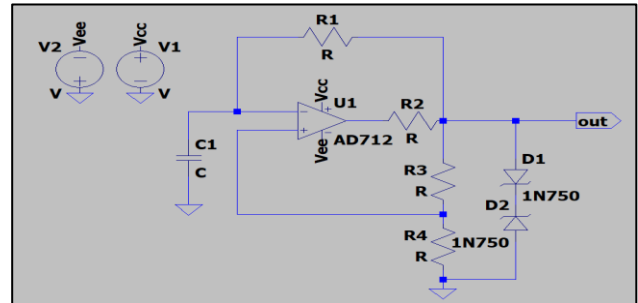 R1
V2 Vee Vcc V1
R
V V
Vcc
U1
R2
out
C1
Vee
AD712
R
C
D1
R3
R
1N750
D2
R4
1N750
R